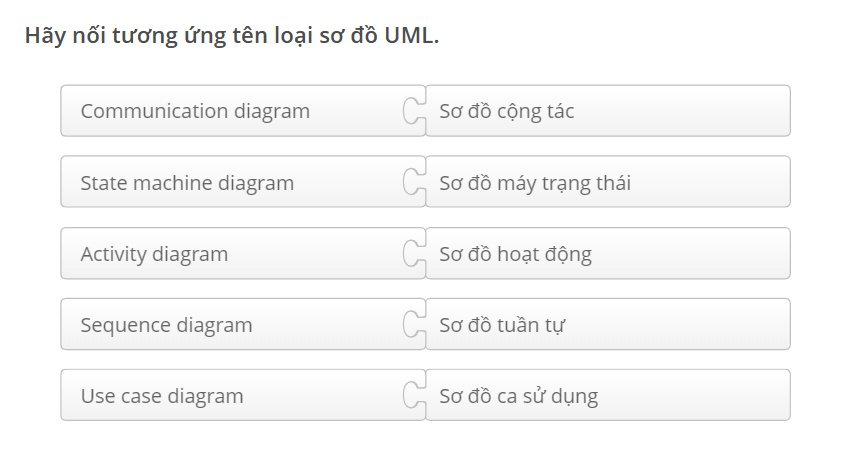 Hãy nối tương ứng tên loại sơ đồ UML.
Communication diagram Sơ đồ cộng tác
State machine diagram Sơ đồ máy trạng thái
Activity diagram Sơ đồ hoạt động
Sequence diagram Sơ đồ tuần tự
Use case diagram Sơ đồ ca sử dụng